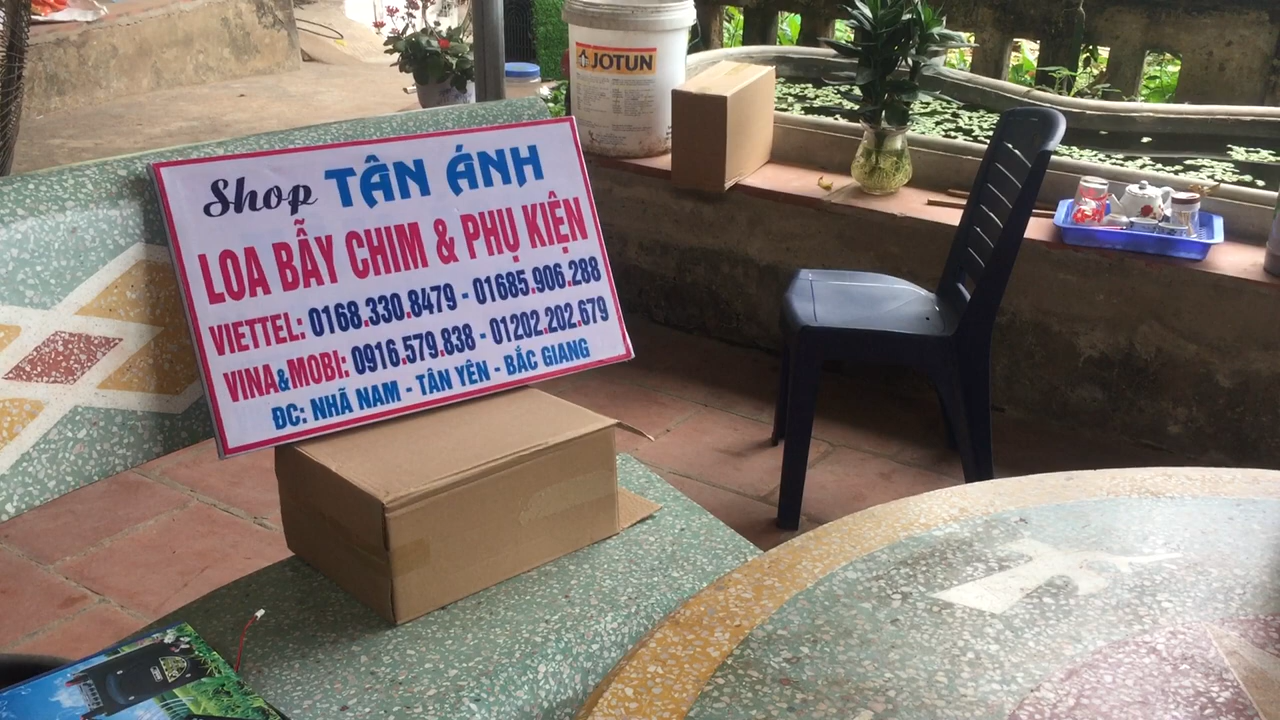 Shop TÂN ÁNH
LOA BẪY CHIM & PHỤ KIỆN
VIETTEL: 0168.330.8479 - 01685.906.288
VINA&MOBI: 0916.579.838 - 01202.202.679
ĐC: NHÃ NAM - TÂN YÊN - BẮC GIANG
JOTUN